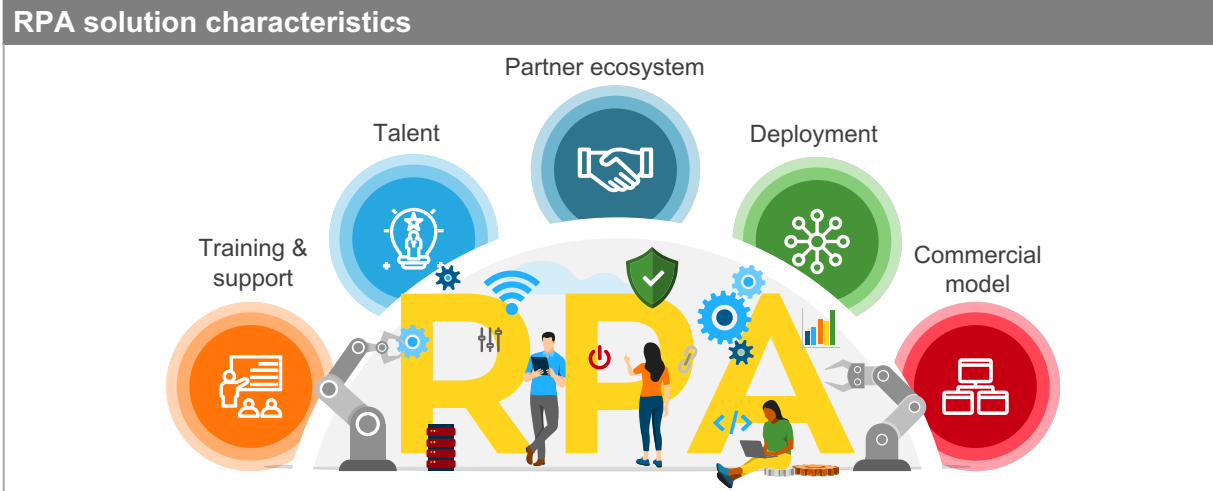 RPA solution characteristics
Partner ecosystem
Talent
Deployment
Training &
support
Commercial
model
RPA
</>